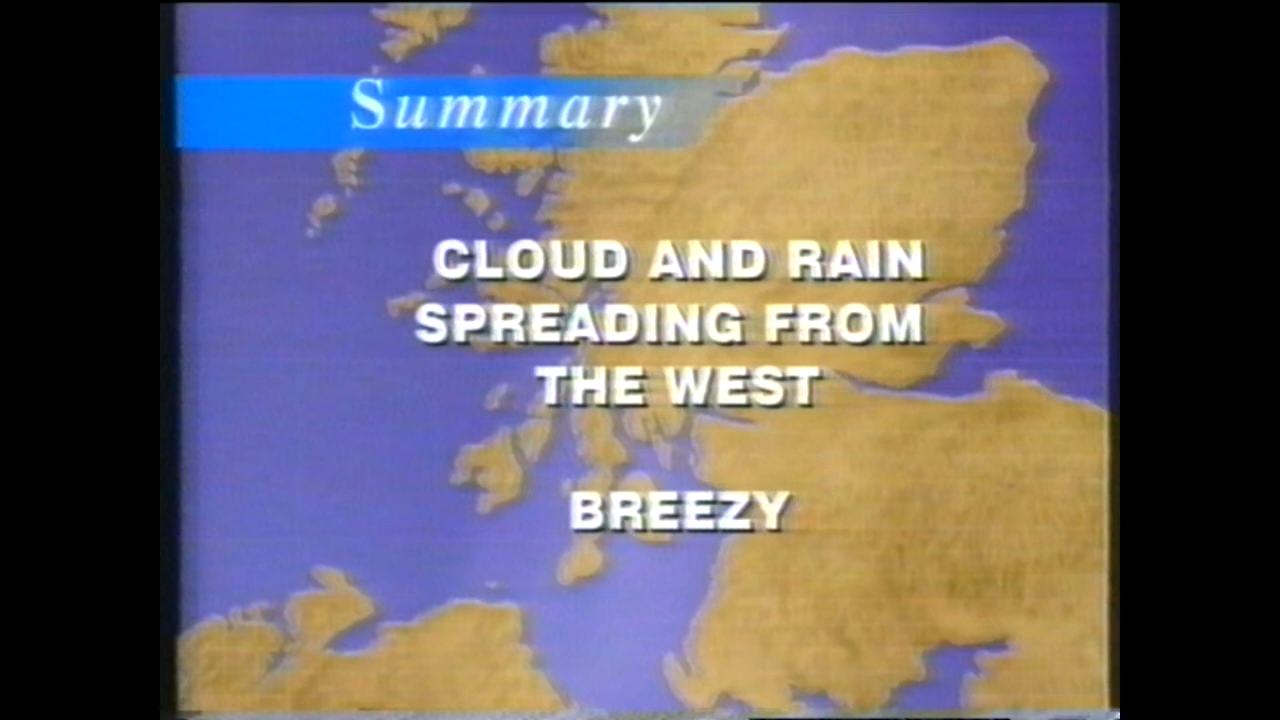 Summary
CLOUD AND RAIN
SPREADING FROM
THE WEST
BREEZY